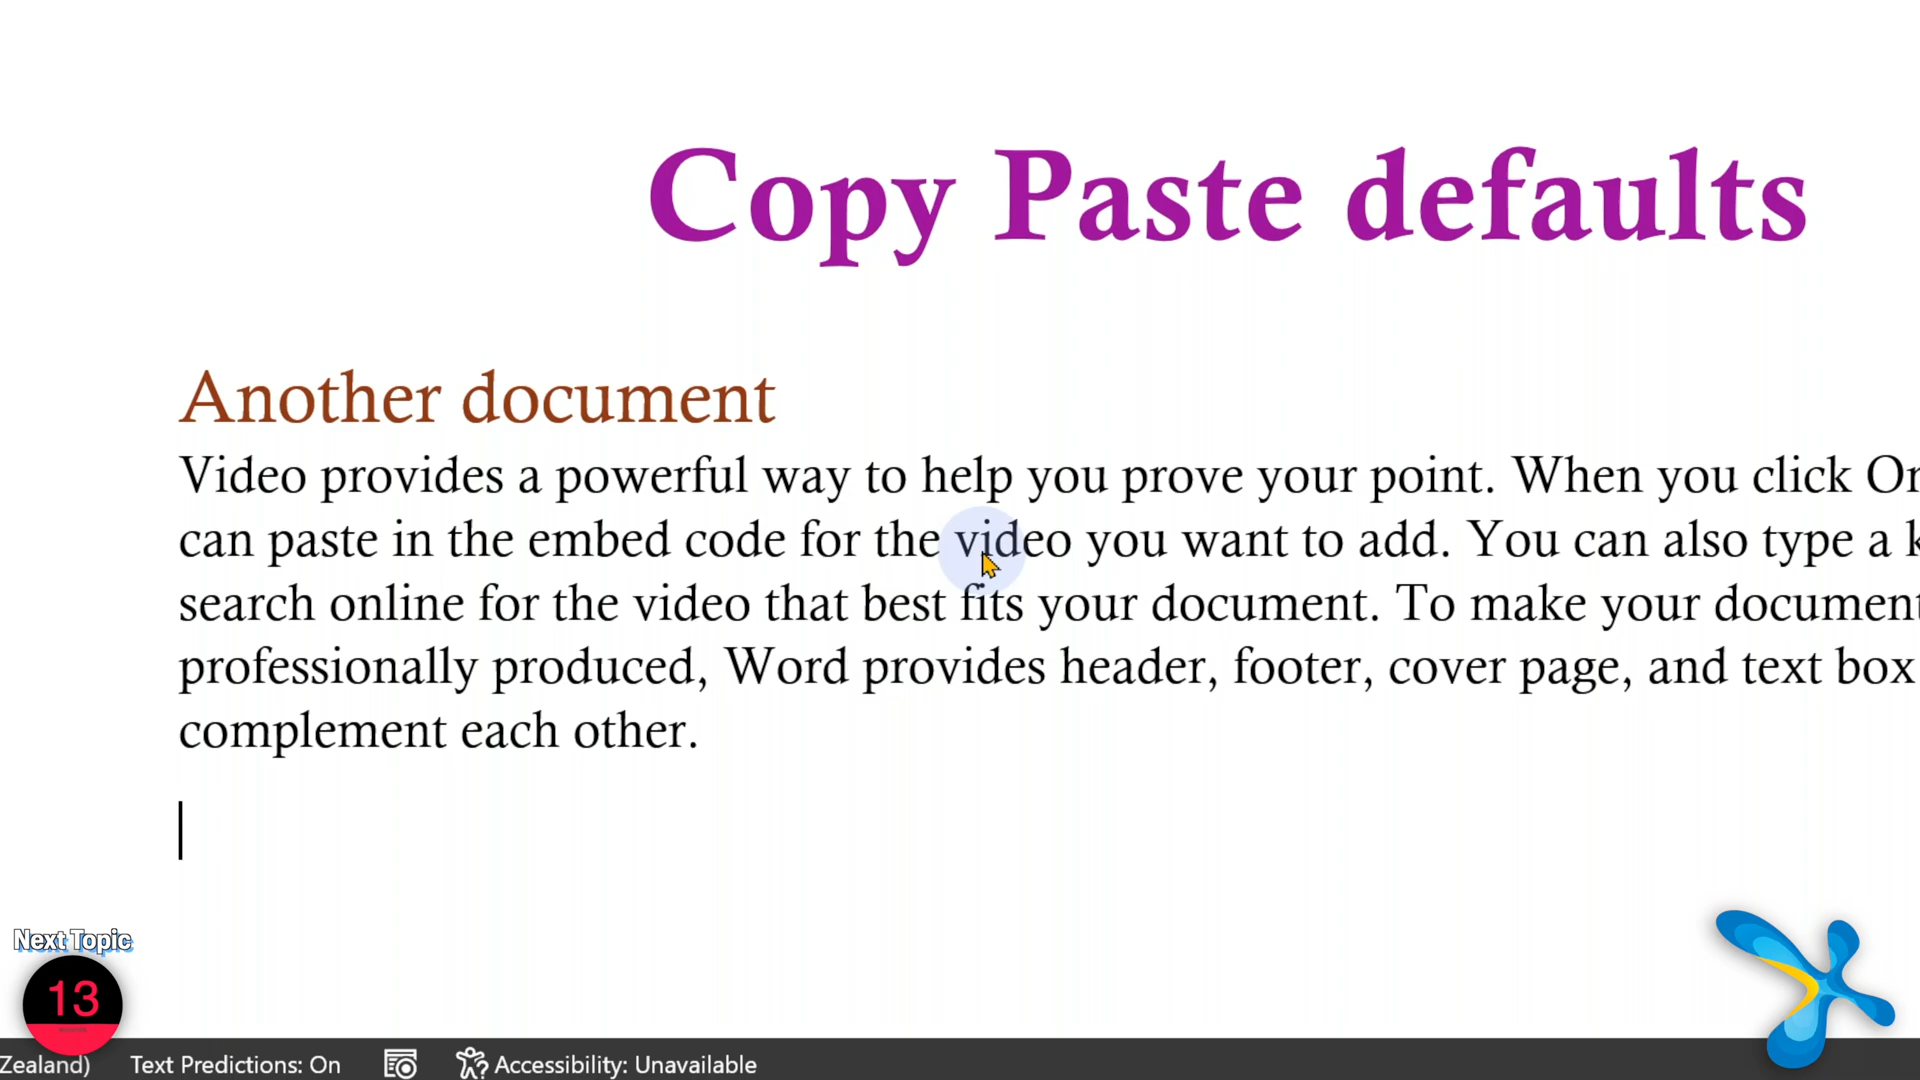 Copy Paste defaults
Another document
Video provides a powerful way to help you prove your point. When you click
can paste in the embed code for the video you want to add. You can also type a
search online for the video that best fits your document. To make your document
professionally produced, Word provides header, footer, cover page, and text box
complement each other.
Next Topic
13
Zealand) Text Predictions: On Accessibility: Unavailable